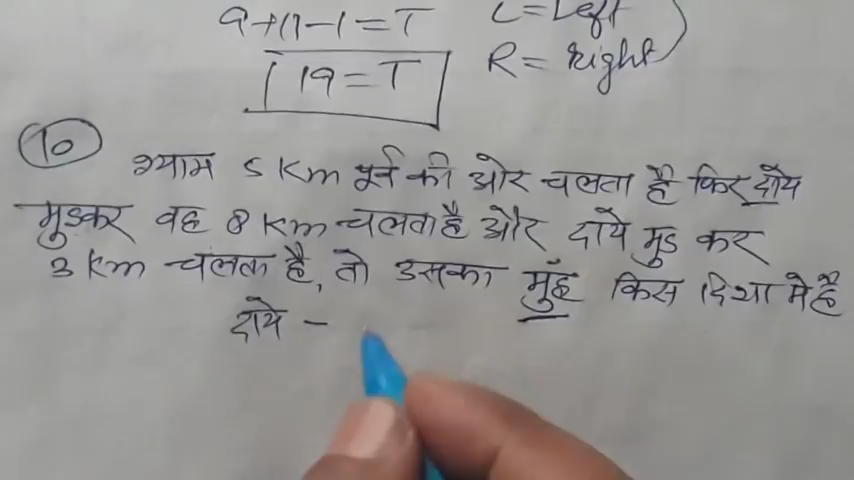 9+11-1=T
L=Left
19=T
R= Right
10
श्याम 5 Km पूर्व की ओर चलता है फिर दाँये
मुडकर वह 8 Km चलता है और दाये मुड कर
3 Km चलता है, तो उसका मुँह किस दिशा मे है
दाये -